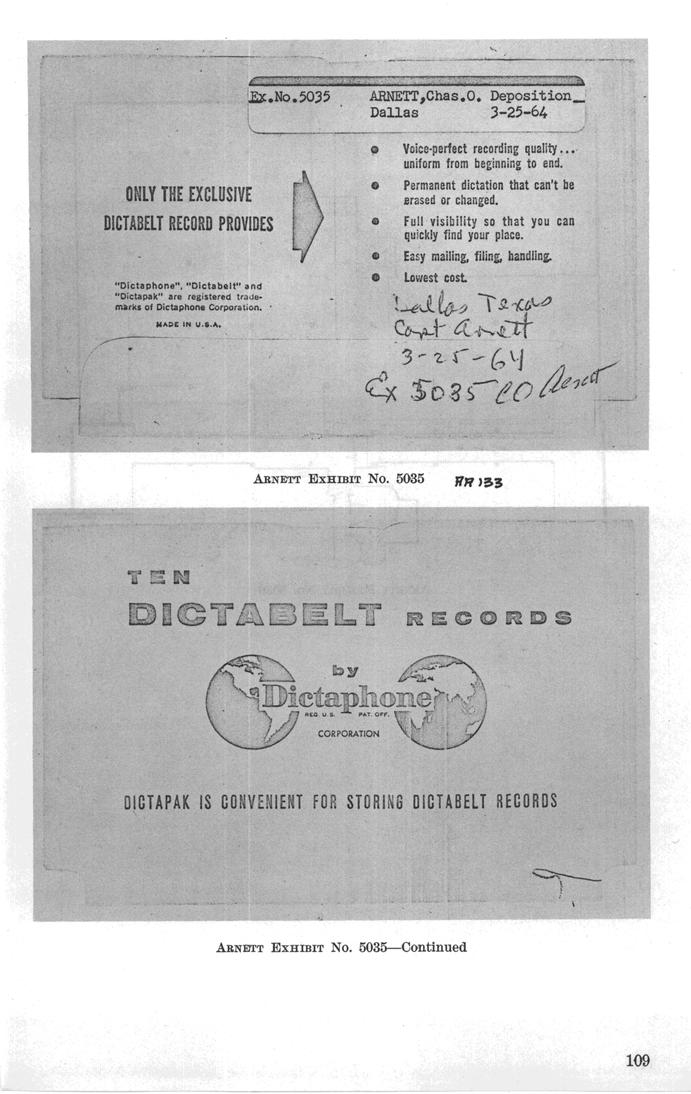 Ex.No.5035 ARNETT,Chas.O. Deposition
Dallas 3-25-64
ONLY THE EXCLUSIVE
DICTABELT RECORD PROVIDES
Voice-perfect recording quality...
uniform from beginning to end.
Permanent dictation that can't be
erased or changed.
Full visibility so that you can
quickly find your place.
Easy mailing, filing, handling.
Lowest cost.
"Dictaphone", "Dictabelt" and
"Dictapak" are registered trade-
marks of Dictaphone Corporation.
MADE IN U.S.A.
Dallas Texas
Capt Arnett
3-25-64
Ex 5035 CO Arnett
ARNETT EXHIBIT No. 5035
TEN
DICTABELT RECORDS
by
Dictaphone
REG. U.S. PAT. OFF.
CORPORATION
DICTAPAK IS CONVENIENT FOR STORING DICTABELT RECORDS
ARNETT EXHIBIT No. 5035—Continued
109